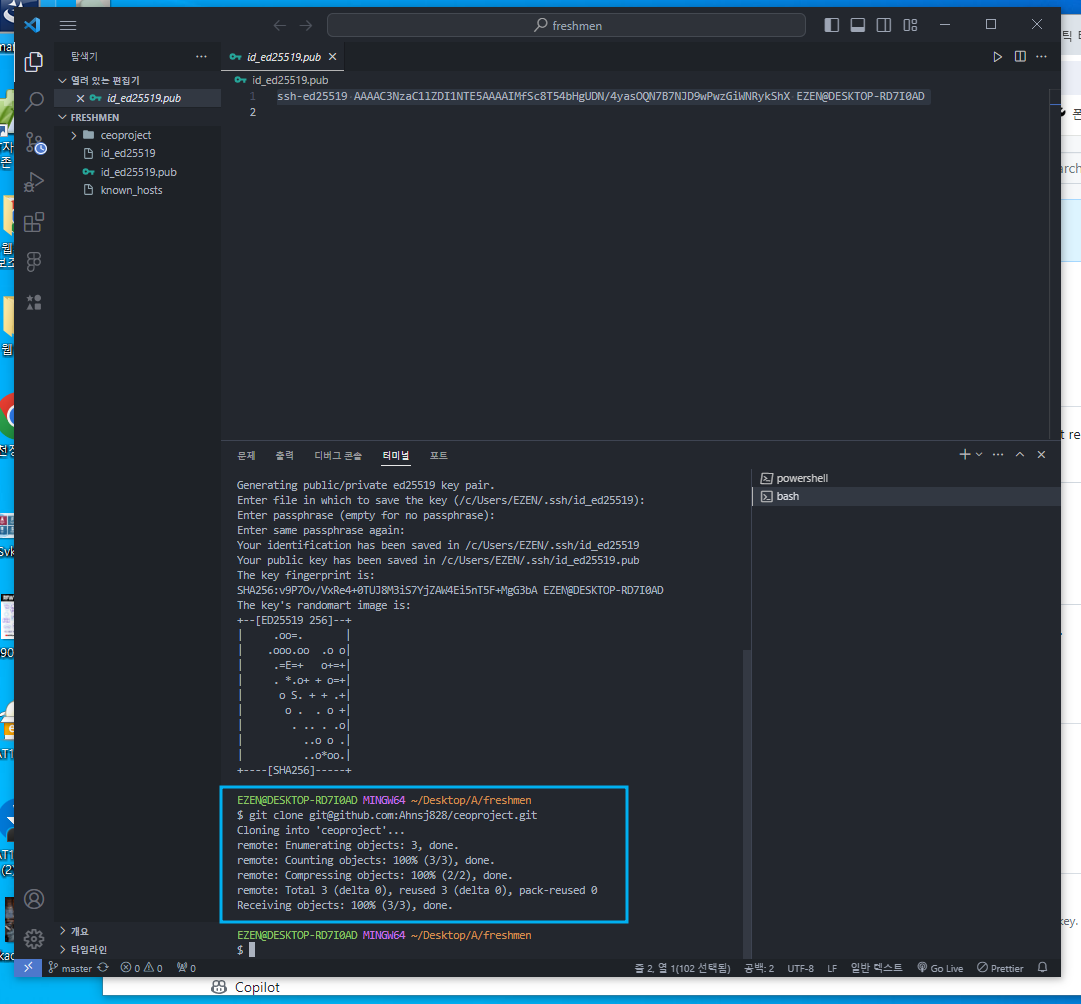 freshmen
탐색기
id_ed25519.pub
열려 있는 편집기
id_ed25519.pub
id_ed25519.pub
FRESHMEN
ceoproject
id_ed25519
id_ed25519.pub
known_hosts
1 ssh-ed25519 AAAAC3NzaC1lZDI1NTE5AAAAIMfSc8T54bHgUDN/4yasOQN7B7NJD9wPwzGiWNRykShX EZEN@DESKTOP-RD7I0AD
2
문제 출력 디버그 콘솔 터미널 포트
powershell
bash
Generating public/private ed25519 key pair.
Enter file in which to save the key (/c/Users/EZEN/.ssh/id_ed25519):
Enter passphrase (empty for no passphrase):
Enter same passphrase again:
Your identification has been saved in /c/Users/EZEN/.ssh/id_ed25519
Your public key has been saved in /c/Users/EZEN/.ssh/id_ed25519.pub
The key fingerprint is:
SHA256:v9P7Ov/VxRe4+0TUJ8M3iS7YjZAW4Ei5nT5F+MgG3bA EZEN@DESKTOP-RD7I0AD
The key's randomart image is:
+--[ED25519 256]--+
|     .oo=.       |
|    .ooo.oo  .o o|
|     .=E=+   o+=+|
|     . *.o+ + o=+|
|      o S. + + .+|
|       o .  . o +|
|        . .. . .o|
|          ..o o .|
|          ..o*oo.|
+----[SHA256]-----+
EZEN@DESKTOP-RD7I0AD MINGW64 ~/Desktop/A/freshmen
$ git clone git@github.com:Ahnsj828/ceoproject.git
Cloning into 'ceoproject'...
remote: Enumerating objects: 3, done.
remote: Counting objects: 100% (3/3), done.
remote: Compressing objects: 100% (2/2), done.
remote: Total 3 (delta 0), reused 3 (delta 0), pack-reused 0
Receiving objects: 100% (3/3), done.
EZEN@DESKTOP-RD7I0AD MINGW64 ~/Desktop/A/freshmen
$
개요
타임라인
master 0 0 0 줄 2, 열 1(102 선택됨) 공백: 2 UTF-8 LF 일반 텍스트 Go Live Prettier
Copilot